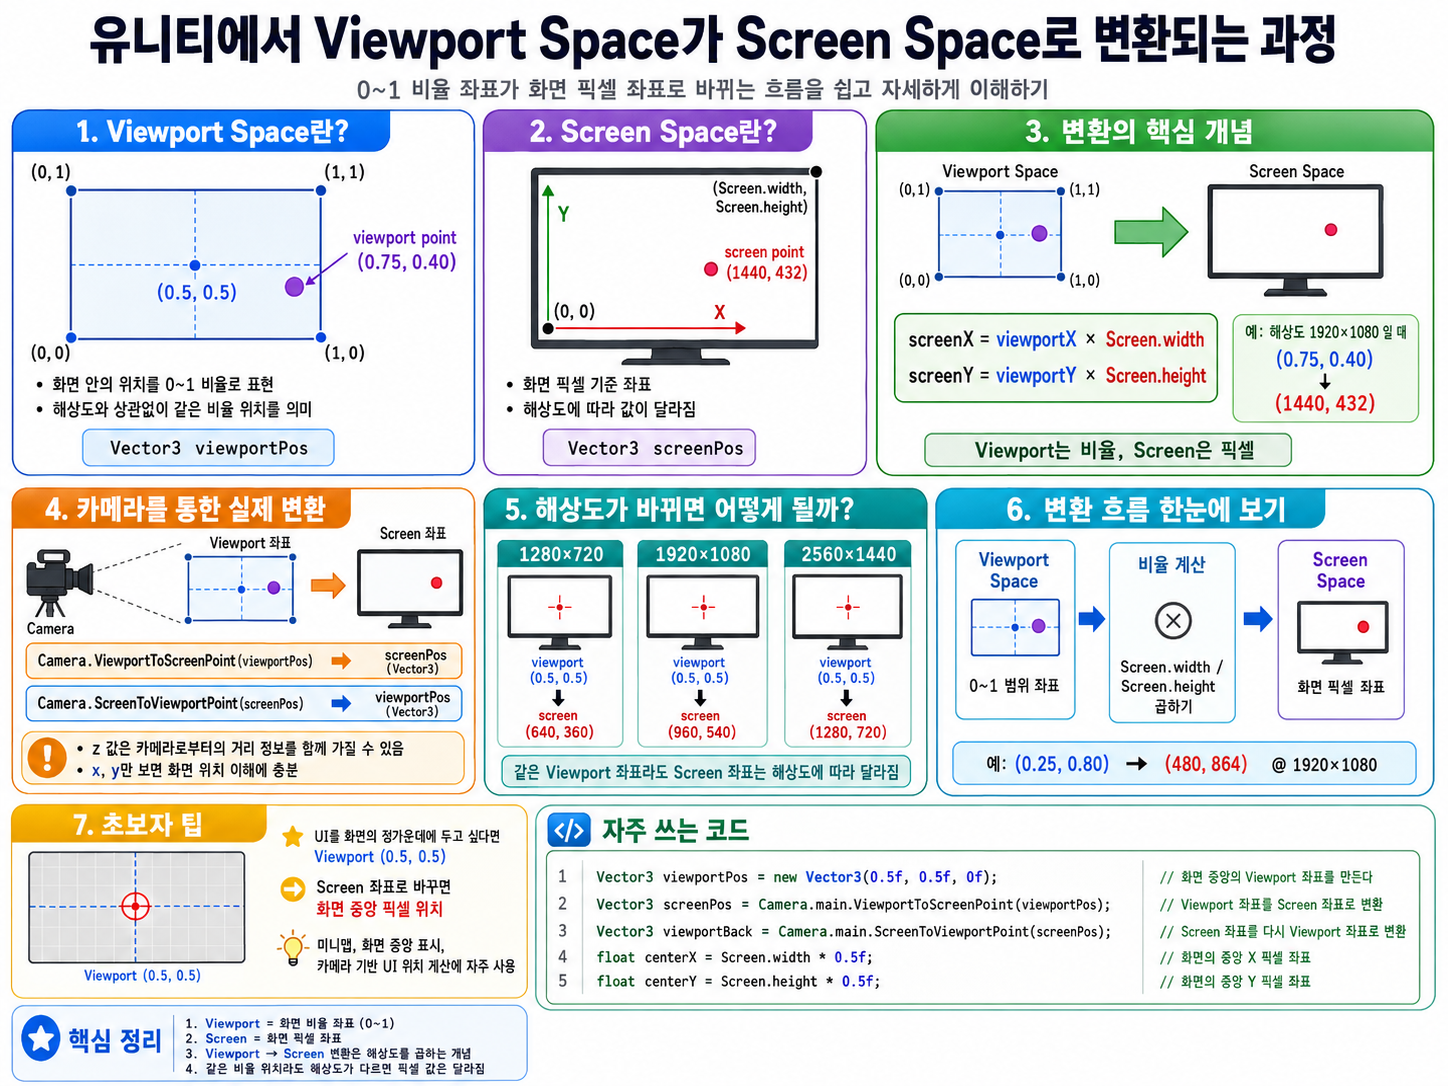 유니티에서 Viewport Space가 Screen Space로 변환되는 과정
0~1 비율 좌표가 화면 픽셀 좌표로 바뀌는 흐름을 쉽고 자세하게 이해하기
1. Viewport Space란?
(0, 1)
(1, 1)
viewport point
(0.75, 0.40)
(0.5, 0.5)
(0, 0)
(1, 0)
• 화면 안의 위치를 0~1 비율로 표현
• 해상도와 상관없이 같은 비율 위치를 의미
Vector3 viewportPos
2. Screen Space란?
(Screen.width,
Screen.height)
Y
screen point
(1440, 432)
(0, 0)
X
• 화면 픽셀 기준 좌표
• 해상도에 따라 값이 달라짐
Vector3 screenPos
3. 변환의 핵심 개념
Viewport Space
Screen Space
(0,1)
(1,1)
(0,0)
(1,0)
screenX = viewportX × Screen.width
screenY = viewportY × Screen.height
예: 해상도 1920×1080 일 대
(0.75, 0.40)
(1440, 432)
Viewport는 비율, Screen은 픽셀
4. 카메라를 통한 실제 변환
Viewport 좌표
Screen 좌표
Camera
Camera.ViewportToScreenPoint(viewportPos)
screenPos
(Vector3)
Camera.ScreenToViewportPoint(screenPos)
viewportPos
(Vector3)
!
• z 값은 카메라로부터의 거리 정보를 함께 가질 수 있음
• x, y만 보면 화면 위치 이해에 충분
5. 해상도가 바뀌면 어떻게 될까?
1280×720
1920×1080
2560×1440
viewport
(0.5, 0.5)
screen
(640, 360)
viewport
(0.5, 0.5)
screen
(960, 540)
viewport
(0.5, 0.5)
screen
(1280, 720)
같은 Viewport 좌표라도 Screen 좌표는 해상도에 따라 달라짐
6. 변환 흐름 한눈에 보기
Viewport
Space
0~1 범위 좌표
비율 계산
×
Screen.width /
Screen.height
곱하기
Screen
Space
화면 픽셀 좌표
예: (0.25, 0.80) → (480, 864) @ 1920×1080
7. 초보자 팁
Viewport (0.5, 0.5)
UI를 화면의 정가운데에 두고 싶다면
Viewport (0.5, 0.5)
Screen 좌표로 바꾸면
화면 중앙 픽셀 위치
미니맵, 화면 중앙 표시,
카메라 기반 UI 위치 계산에 자주 사용
</> 자주 쓰는 코드
1 Vector3 viewportPos = new Vector3(0.5f, 0.5f, 0f); // 화면 중앙의 Viewport 좌표를 만든다
2 Vector3 screenPos = Camera.main.ViewportToScreenPoint(viewportPos); // Viewport 좌표를 Screen 좌표로 변환
3 Vector3 viewportBack = Camera.main.ScreenToViewportPoint(screenPos); // Screen 좌표를 다시 Viewport 좌표로 변환
4 float centerX = Screen.width * 0.5f; // 화면의 중앙 X 픽셀 좌표
5 float centerY = Screen.height * 0.5f; // 화면의 중앙 Y 픽셀 좌표
핵심 정리
1. Viewport = 화면 비율 좌표 (0~1)
2. Screen = 화면 픽셀 좌표
3. Viewport → Screen 변환은 해상도를 곱하는 개념
4. 같은 비율 위치라도 해상도가 다르면 픽셀 값은 달라짐